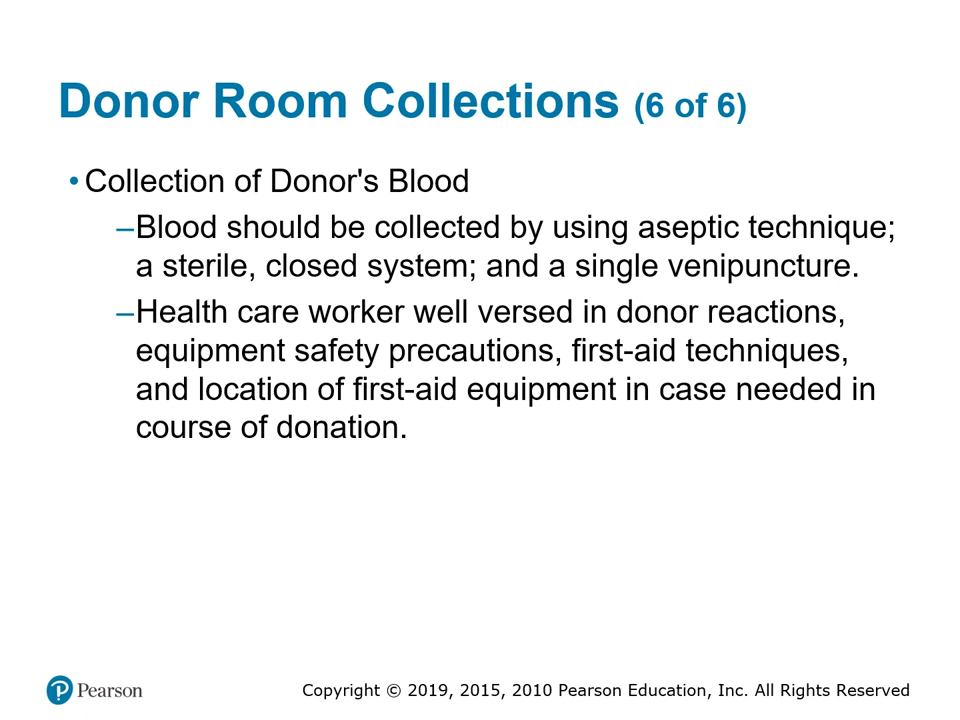 Donor Room Collections (6 of 6)
• Collection of Donor's Blood
–Blood should be collected by using aseptic technique;
a sterile, closed system; and a single venipuncture.
–Health care worker well versed in donor reactions,
equipment safety precautions, first-aid techniques,
and location of first-aid equipment in case needed in
course of donation.
Pearson
Copyright © 2019, 2015, 2010 Pearson Education, Inc. All Rights Reserved